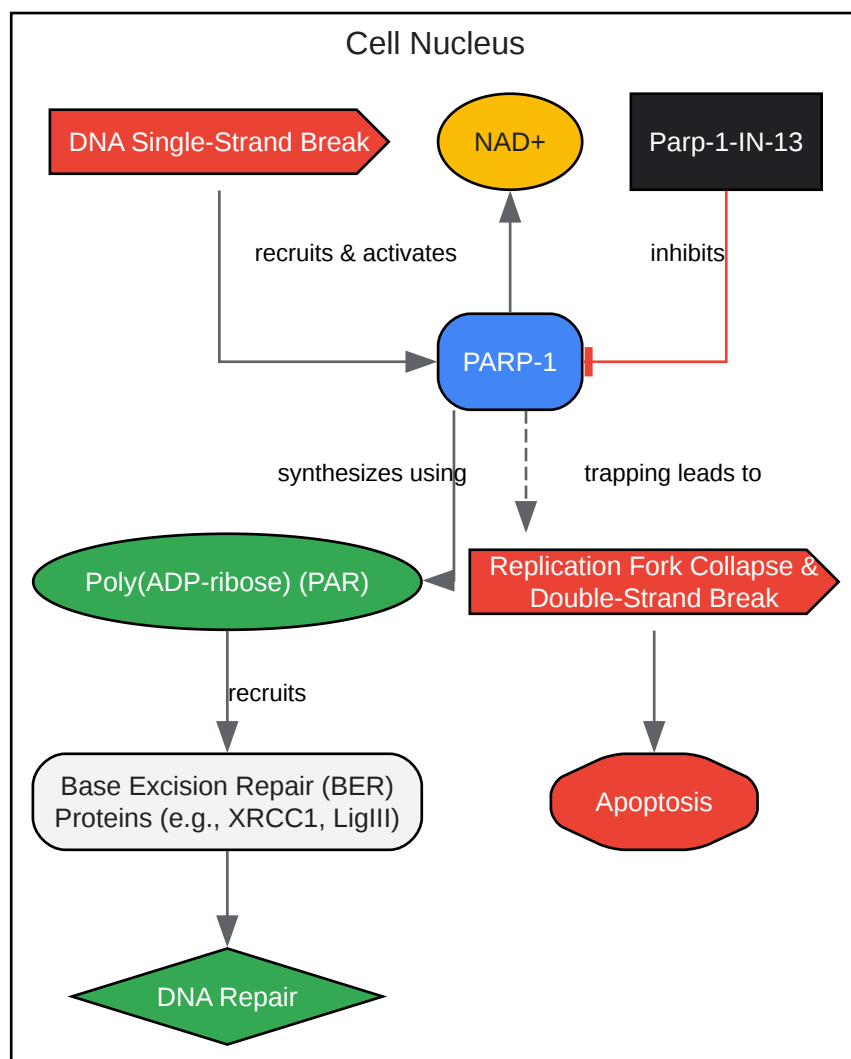 Cell Nucleus
DNA Single-Strand Break
NAD+
Parp-1-IN-13
recruits & activates
inhibits
PARP-1
synthesizes using
trapping leads to
Poly(ADP-ribose) (PAR)
Replication Fork Collapse &
Double-Strand Break
recruits
Base Excision Repair (BER)
Proteins (e.g., XRCC1, LigIII)
Apoptosis
DNA Repair